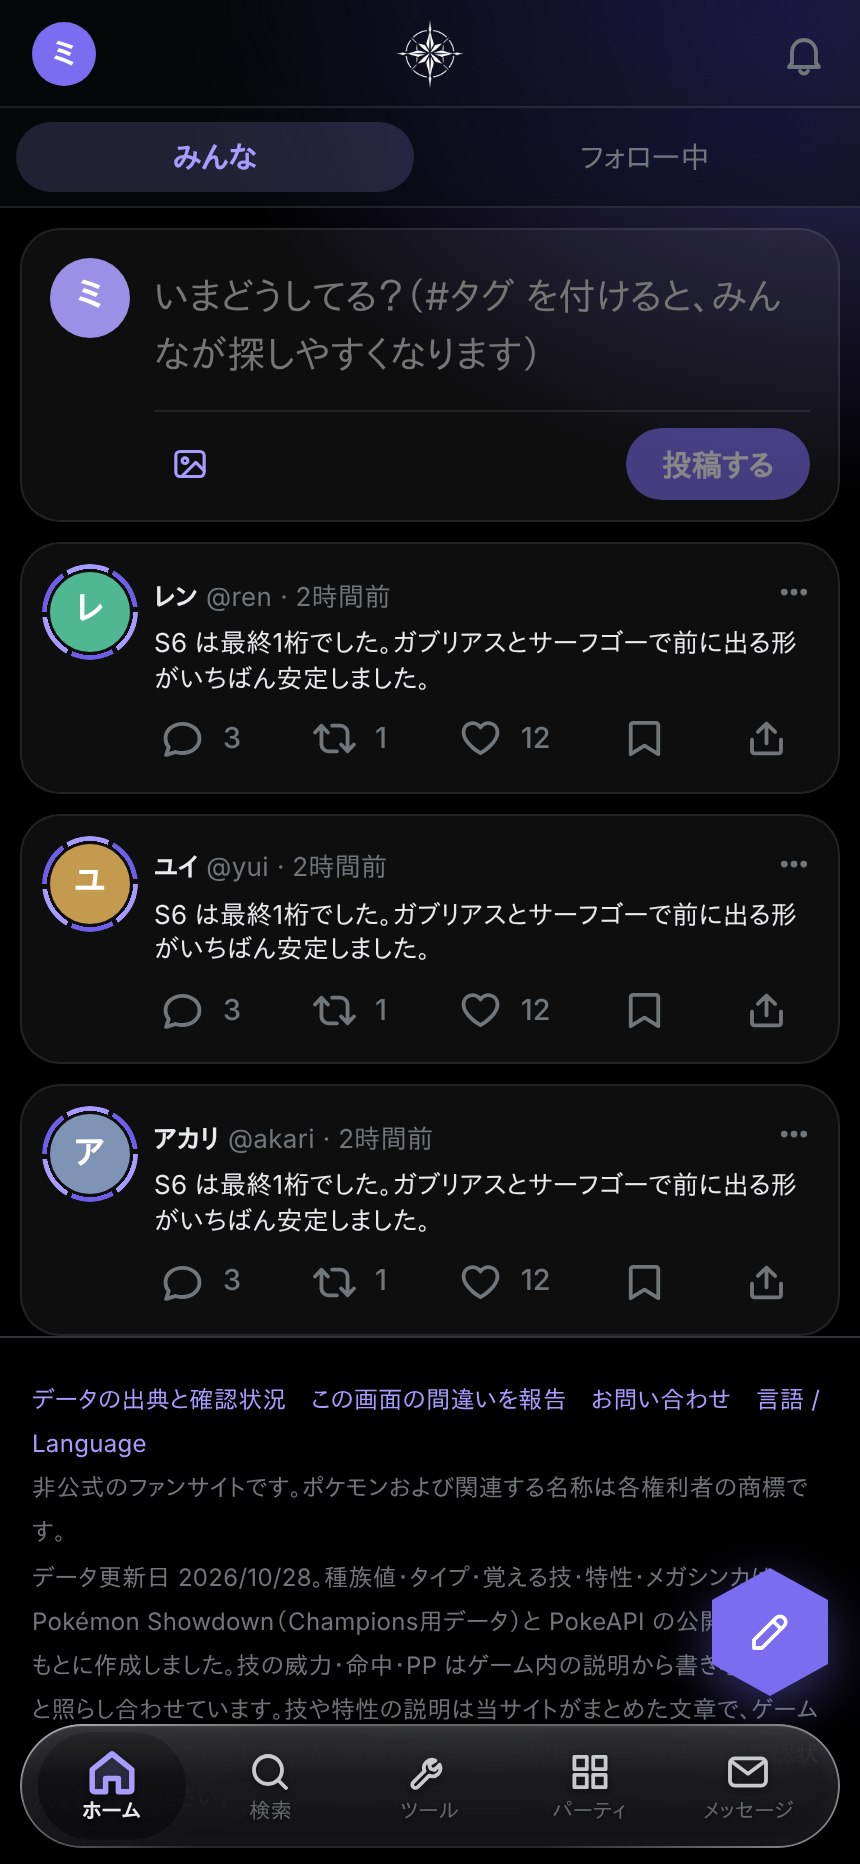 ミ
みんな
フォロー中
ミ
いまどうしてる？（#タグ を付けると、みん
なが探しやすくなります）
投稿する
レ
レン @ren · 2時間前
S6 は最終1桁でした。ガブリアスとサーフゴーで前に出る形
がいちばん安定しました。
3 1 12
ユ
ユイ @yui · 2時間前
S6 は最終1桁でした。ガブリアスとサーフゴーで前に出る形
がいちばん安定しました。
3 1 12
ア
アカリ @akari · 2時間前
S6 は最終1桁でした。ガブリアスとサーフゴーで前に出る形
がいちばん安定しました。
3 1 12
データの出典と確認状況 この画面の間違いを報告 お問い合わせ 言語 /
Language
非公式のファンサイトです。ポケモンおよび関連する名称は各権利者の商標で
す。
データ更新日 2026/10/28。種族値・タイプ・覚える技・特性・メガシンカは
Pokémon Showdown（Champions用データ）と PokeAPI の公開
もとに作成しました。技の威力・命中・PP はゲーム内の説明から書き
と照らし合わせています。技や特性の説明は当サイトがまとめた文章で、ゲーム
ホーム 検索 ツール パーティ メッセージ